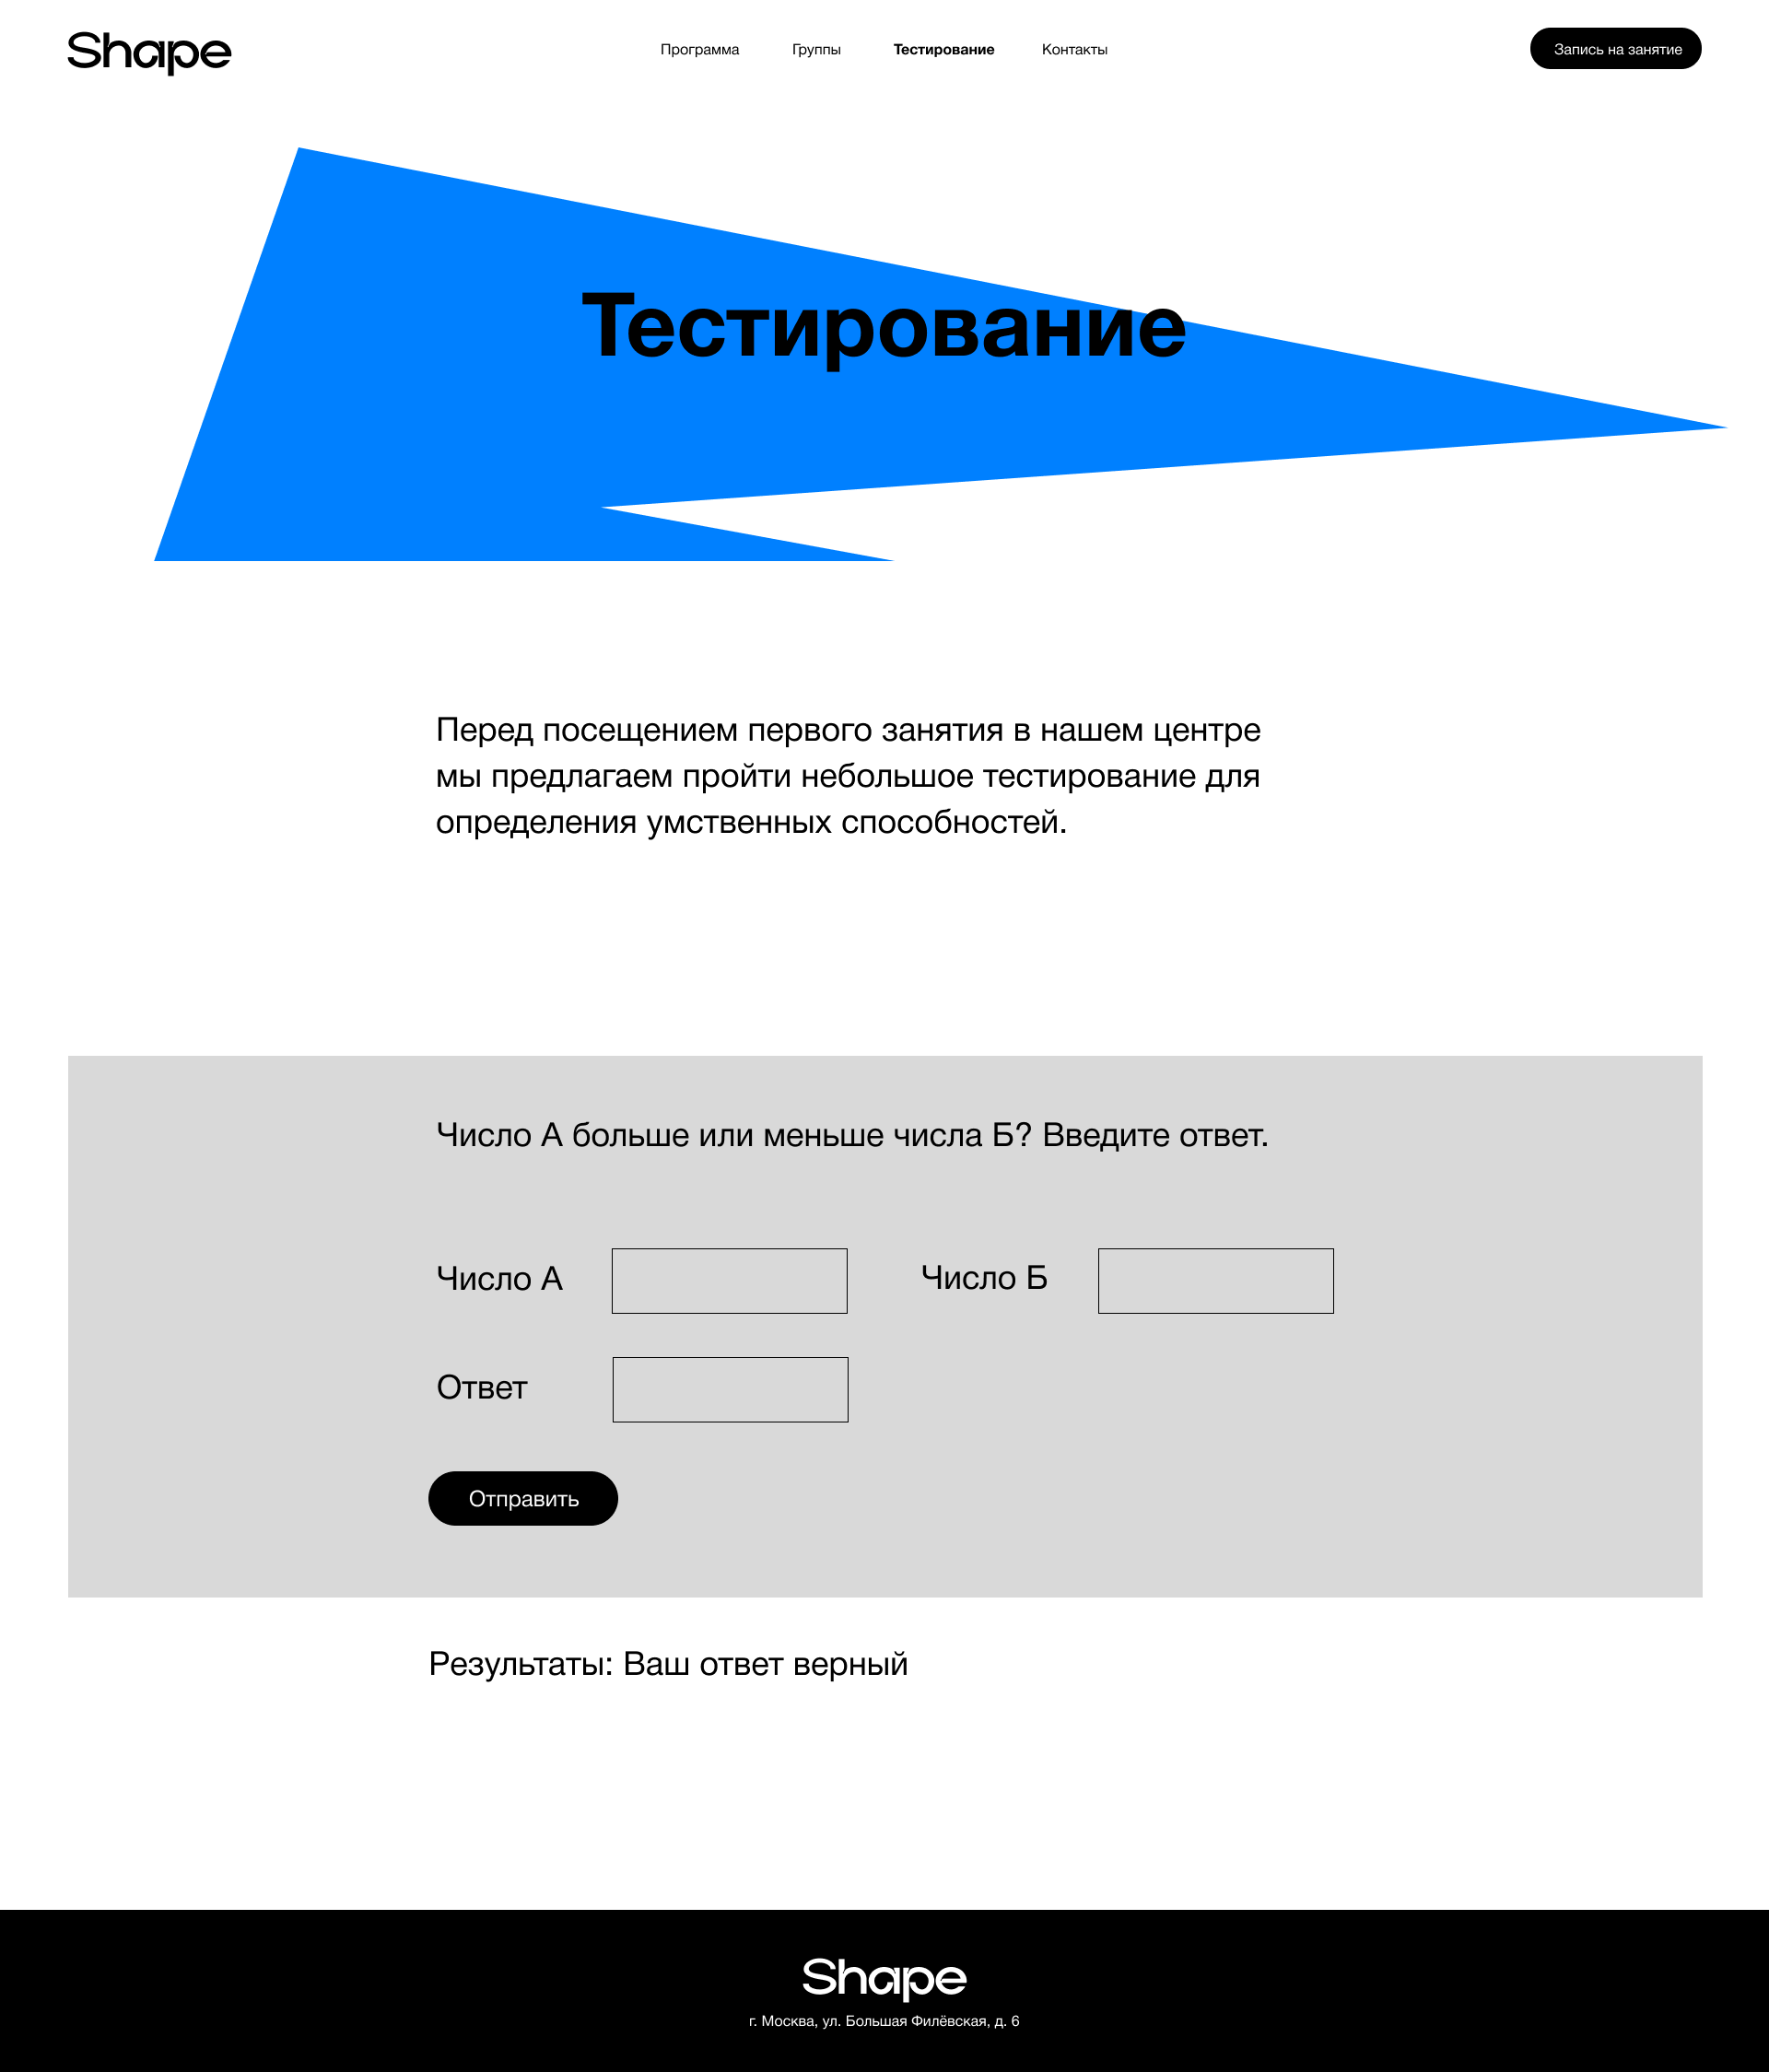 Shape
Программа Группы Тестирование Контакты
Запись на занятие
Тестирование
Перед посещением первого занятия в нашем центре
мы предлагаем пройти небольшое тестирование для
определения умственных способностей.
Число А больше или меньше числа Б? Введите ответ.
Число А
Число Б
Ответ
Отправить
Результаты: Ваш ответ верный
Shape
г. Москва, ул. Большая Филёвская, д. 6